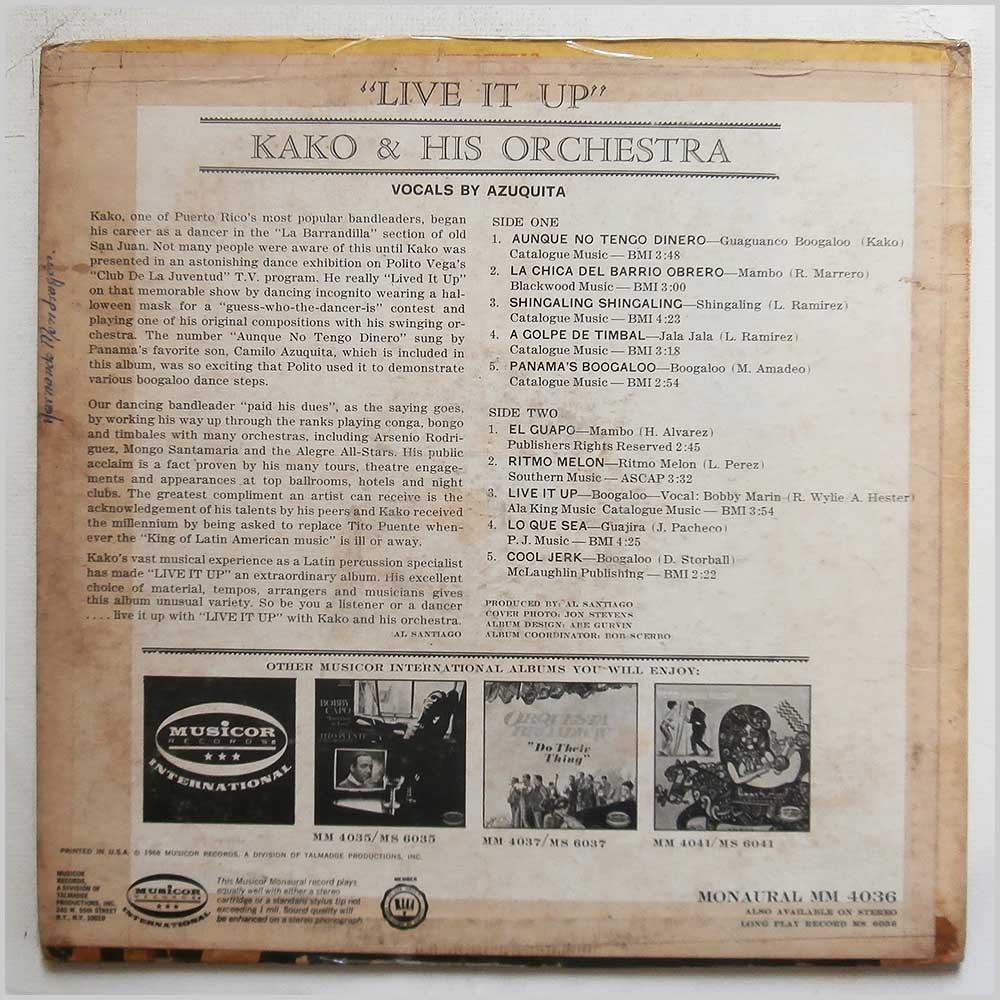 "LIVE IT UP"
KAKO & HIS ORCHESTRA
VOCALS BY AZUQUITA
Kako, one of Puerto Rico's most popular bandleaders, began
his career as a dancer in the "La Barrandilla" section of old
San Juan. Not many people were aware of this until Kako was
presented in an astonishing dance exhibition on Polito Vega's
"Club De La Juventud" T.V. program. He really "Lived It Up"
on that memorable show by dancing incognito wearing a hal-
loween mask for a "guess-who-the-dancer-is" contest and
playing one of his original compositions with his swinging or-
chestra. The number "Aunque No Tengo Dinero" sung by
Panama's favorite son, Camilo Azuquita, which is included in
this album, was so exciting that Polito used it to demonstrate
various boogaloo dance steps.
Our dancing bandleader "paid his dues", as the saying goes,
by working his way up through the ranks playing conga, bongo
and timbales with many orchestras, including Arsenio Rodri-
guez, Mongo Santamaria and the Alegre All-Stars. His public
acclaim is a fact proven by his many tours, theatre engage-
ments and appearances at top ballrooms, hotels and night
clubs. The greatest compliment an artist can receive is the
acknowledgement of his talents by his peers and Kako received
the millennium by being asked to replace Tito Puente when-
ever the "King of Latin American music" is ill or away.
Kako's vast musical experience as a Latin percussion specialist
has made "LIVE IT UP" an extraordinary album. His excellent
choice of material, tempos, arrangers and musicians gives
this album unusual variety. So be you a listener or a dancer
....live it up with "LIVE IT UP" with Kako and his orchestra.
AL SANTIAGO
SIDE ONE
1. AUNQUE NO TENGO DINERO—Guaguanco Boogaloo (Kako)
Catalogue Music — BMI 3:48
2. LA CHICA DEL BARRIO OBRERO—Mambo (R. Marrero)
Blackwood Music — BMI 3:00
3. SHINGALING SHINGALING—Shingaling (L. Ramirez)
Catalogue Music — BMI 4:23
4. A GOLPE DE TIMBAL—Jala Jala (L. Ramirez)
Catalogue Music — BMI 3:18
5. PANAMA'S BOOGALOO—Boogaloo (M. Amadeo)
Catalogue Music — BMI 2:54
SIDE TWO
1. EL GUAPO—Mambo (H. Alvarez)
Publishers Rights Reserved 2:45
2. RITMO MELON—Ritmo Melon (L. Perez)
Southern Music — ASCAP 3:32
3. LIVE IT UP—Boogaloo—Vocal: Bobby Marin (R. Wylie A. Hester)
Ala King Music Catalogue Music — BMI 3:54
4. LO QUE SEA—Guajira (J. Pacheco)
P. J. Music — BMI 4:25
5. COOL JERK—Boogaloo (D. Storball)
McLaughlin Publishing — BMI 2:22
PRODUCED BY: AL SANTIAGO
COVER PHOTO: JON STEVENS
ALBUM DESIGN: ABE GURVIN
ALBUM COORDINATOR: BOB SCERBO
OTHER MUSICOR INTERNATIONAL ALBUMS YOU WILL ENJOY:
MUSICOR
RECORDS
INTERNATIONAL
BOBBY
CAPO
"Do Their
Thing"
MM 4035/MS 6035
MM 4037/MS 6037
MM 4041/MS 6041
PRINTED IN U.S.A. © 1968 MUSICOR RECORDS, A DIVISION OF TALMADGE PRODUCTIONS, INC.
MUSICOR
RECORDS,
A DIVISION OF
TALMADGE
PRODUCTIONS, INC.
240 W. 55th STREET
N.Y., N.Y. 10019
MUSICOR
RECORDS
INTERNATIONAL
This Musicor Monaural record plays
equally well with either a stereo
cartridge or a standard stylus tip not
exceeding 1 mil. Sound quality will
be enhanced on a stereo phonograph.
MEMBER
MONAURAL MM 4036
ALSO AVAILABLE ON STEREO
LONG PLAY RECORD MS 6036